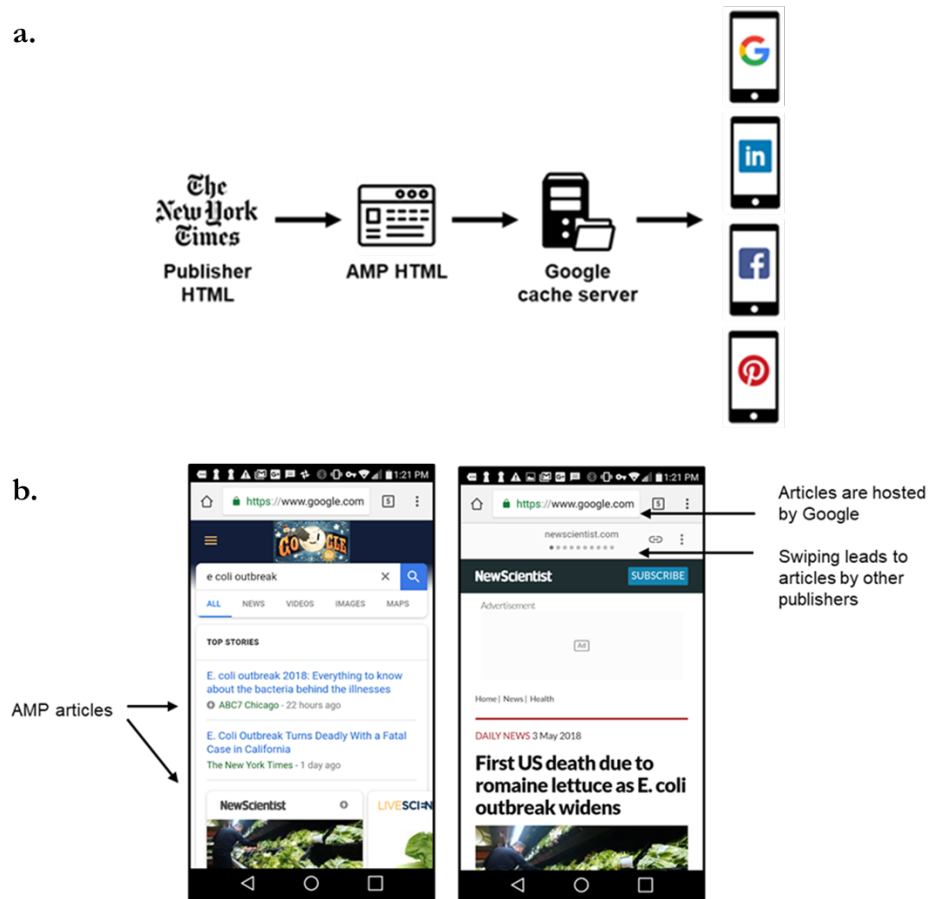 a.
G
in
f
The
New York
Times
Publisher
HTML
AMP HTML
Google
cache server
b.
1:21 PM
https://www.google.com
5
GOOGLE
e coli outbreak
ALL NEWS VIDEOS IMAGES MAPS
TOP STORIES
E. coli outbreak 2018: Everything to know
about the bacteria behind the illnesses
ABC7 Chicago - 22 hours ago
E. Coli Outbreak Turns Deadly With a Fatal
Case in California
The New York Times - 1 day ago
NewScientist
LIVESCIEN
AMP articles
1:21 PM
https://www.google.com
5
newscientist.com
NewScientist
SUBSCRIBE
Advertisement
Ad
Home | News | Health
DAILY NEWS 3 May 2018
First US death due to
romaine lettuce as E. coli
outbreak widens
Articles are hosted
by Google
Swiping leads to
articles by other
publishers